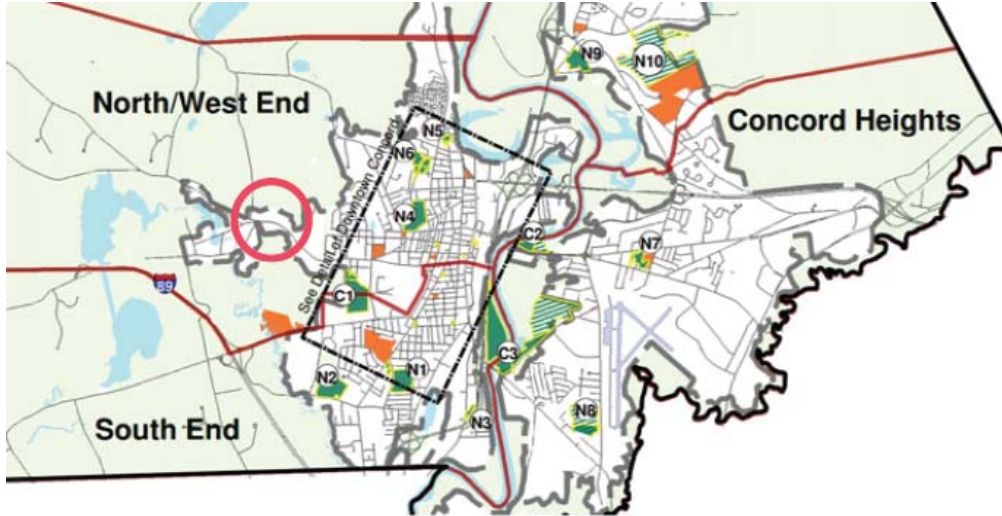 N9
N10
North/West End
Concord Heights
N5
N6
See Detail of Downtown Concord
N4
C2
N7
89
C1
C3
N2
N1
N8
N3
South End